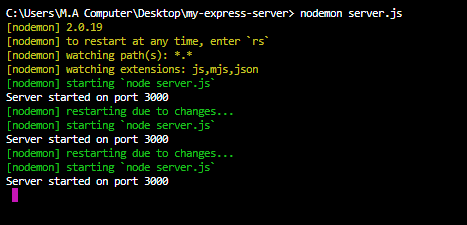 C:\Users\M.A Computer\Desktop\my-express-server> nodemon server.js
[nodemon] 2.0.19
[nodemon] to restart at any time, enter `rs`
[nodemon] watching path(s): *.*
[nodemon] watching extensions: js,mjs,json
[nodemon] starting `node server.js`
Server started on port 3000
[nodemon] restarting due to changes...
[nodemon] starting `node server.js`
Server started on port 3000
[nodemon] restarting due to changes...
[nodemon] starting `node server.js`
Server started on port 3000